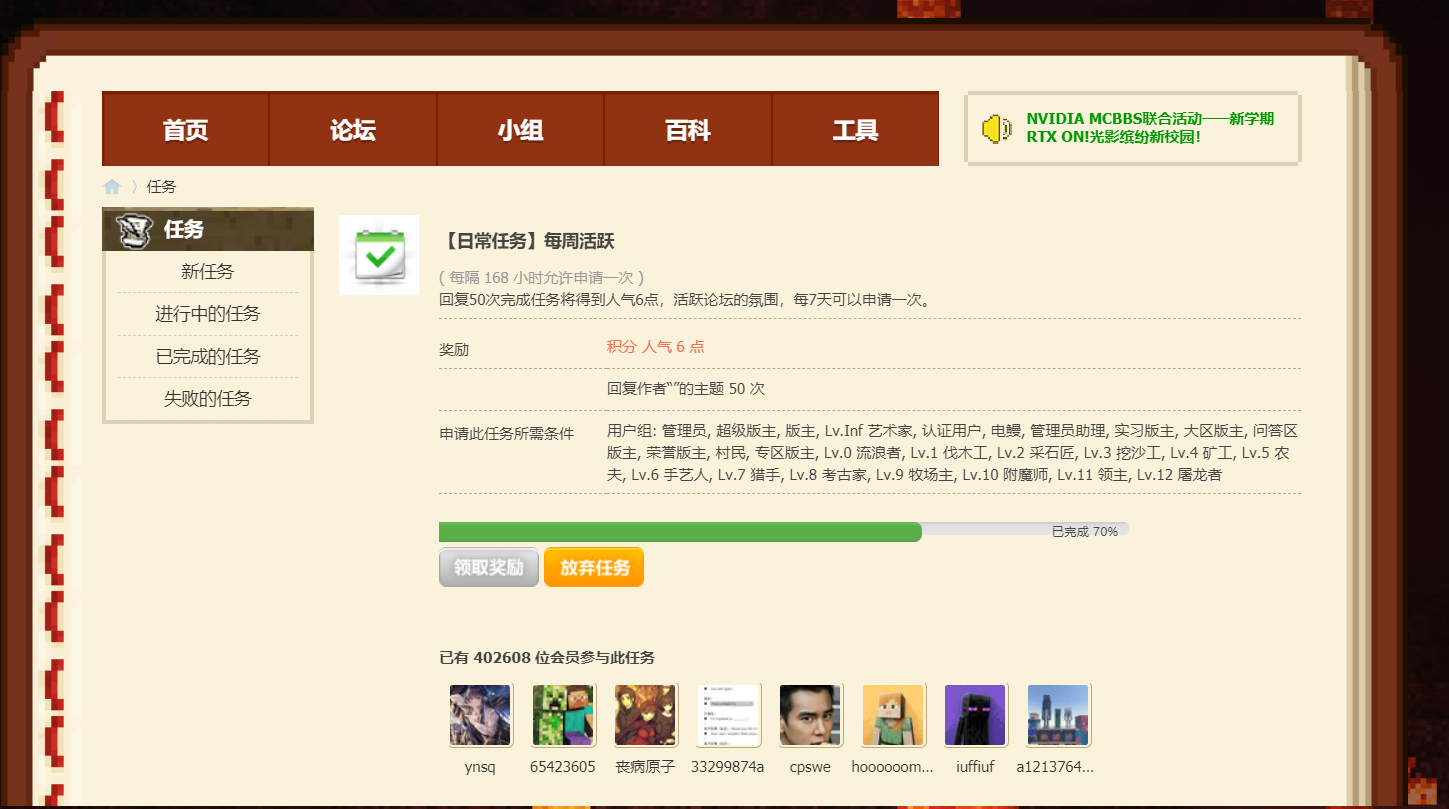 首页
论坛
小组
百科
工具
NVIDIA MCBBS联合活动——新学期
RTX ON!光影缤纷新校园!
任务
任务
新任务
进行中的任务
已完成的任务
失败的任务
【日常任务】每周活跃
( 每隔 168 小时允许申请一次 )
回复50次完成任务将得到人气6点，活跃论坛的氛围，每7天可以申请一次。
奖励
积分 人气 6 点
回复作者“”的主题 50 次
申请此任务所需条件
用户组: 管理员, 超级版主, 版主, Lv.Inf 艺术家, 认证用户, 电鳗, 管理员助理, 实习版主, 大区版主, 问答区
版主, 荣誉版主, 村民, 专区版主, Lv.0 流浪者, Lv.1 伐木工, Lv.2 采石匠, Lv.3 挖沙工, Lv.4 矿工, Lv.5 农
夫, Lv.6 手艺人, Lv.7 猎手, Lv.8 考古家, Lv.9 牧场主, Lv.10 附魔师, Lv.11 领主, Lv.12 屠龙者
已完成 70%
领取奖励
放弃任务
已有 402608 位会员参与此任务
ynsq
65423605
丧病原子
33299874a
cpswe
hoooooom...
iuffiuf
a1213764...